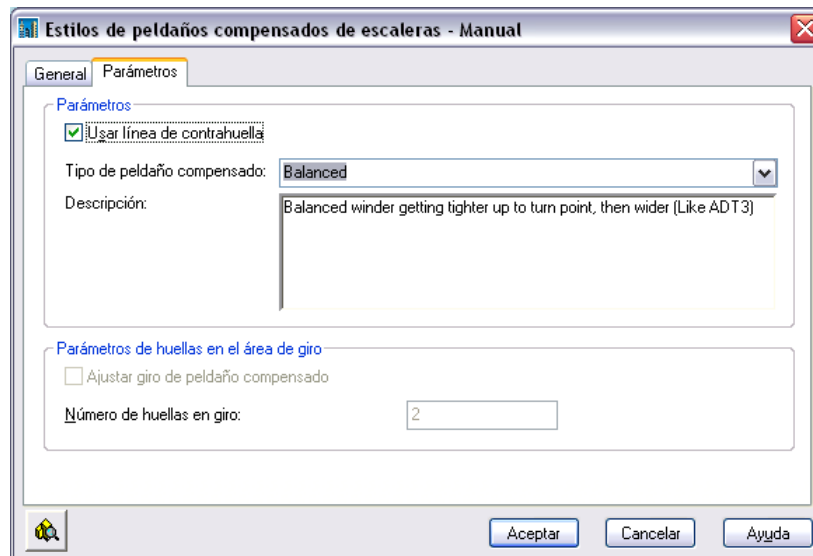 Estilos de peldaños compensados de escaleras - Manual
General Parámetros
Parámetros
Usar línea de contrahuella
Tipo de peldaño compensado: Balanced
Descripción: Balanced winder getting tighter up to turn point, then wider (Like ADT3)
Parámetros de huellas en el área de giro
Ajustar giro de peldaño compensado
Número de huellas en giro: 2
Aceptar Cancelar Ayuda